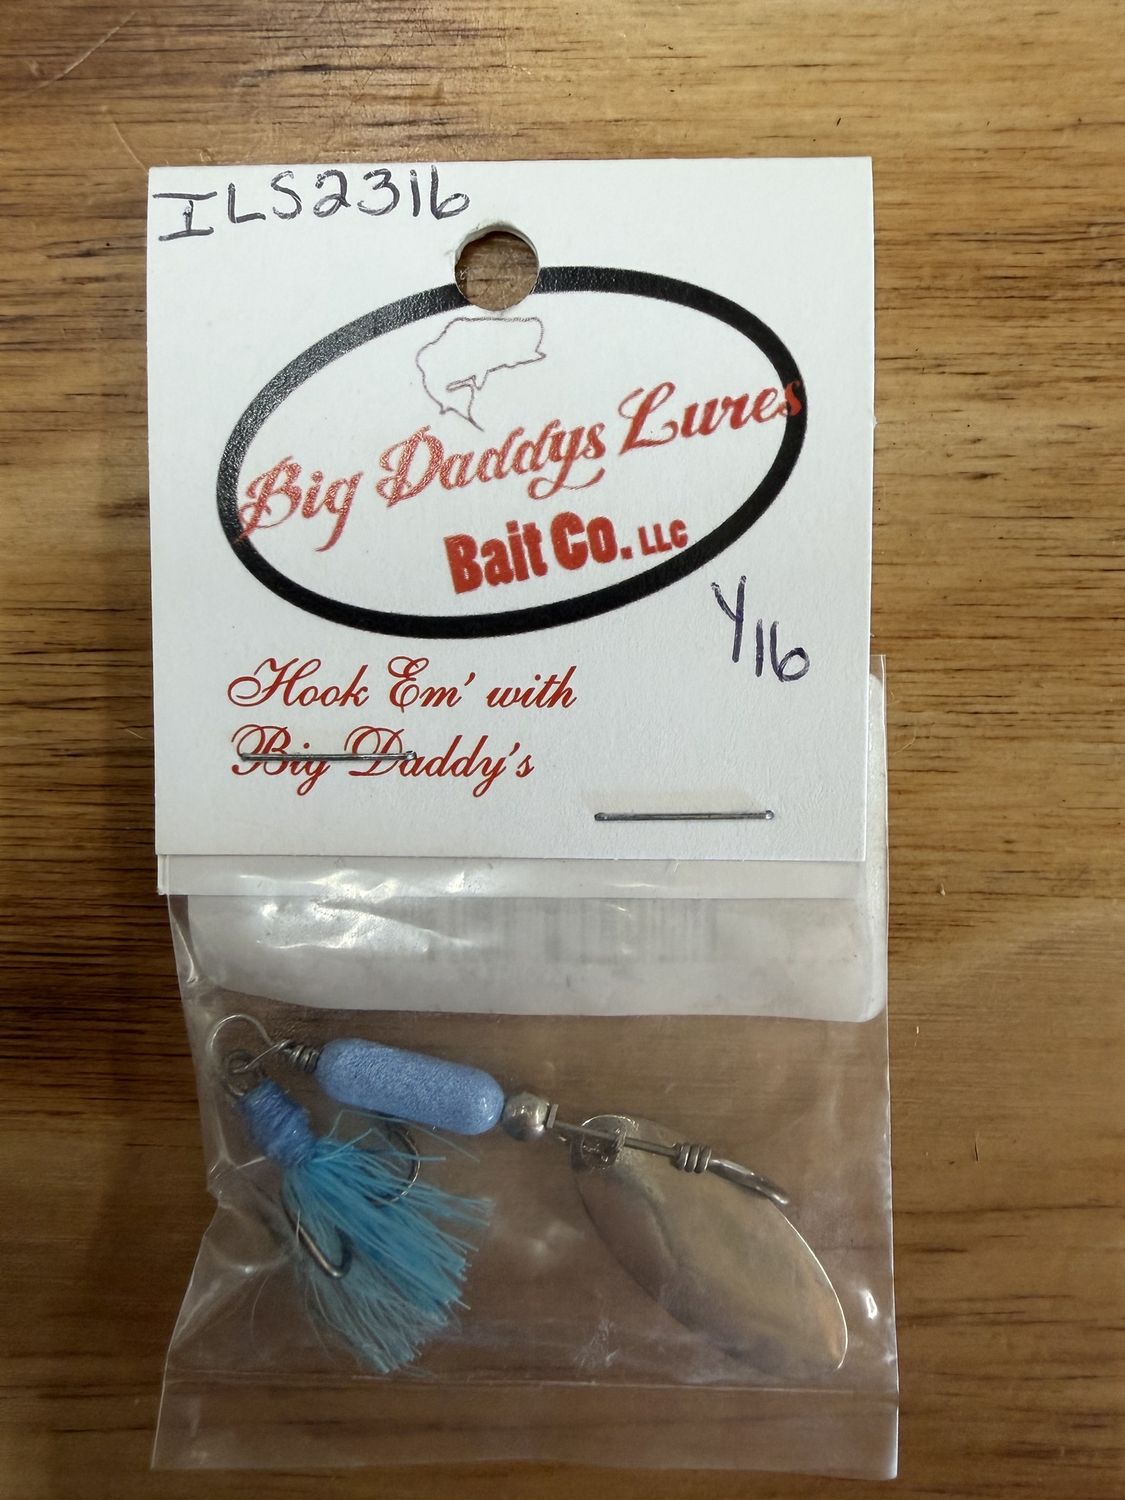 ILS2316
Big Daddys Lures
Bait Co. LLC
1/16
Hook Em' with
Big Daddy's